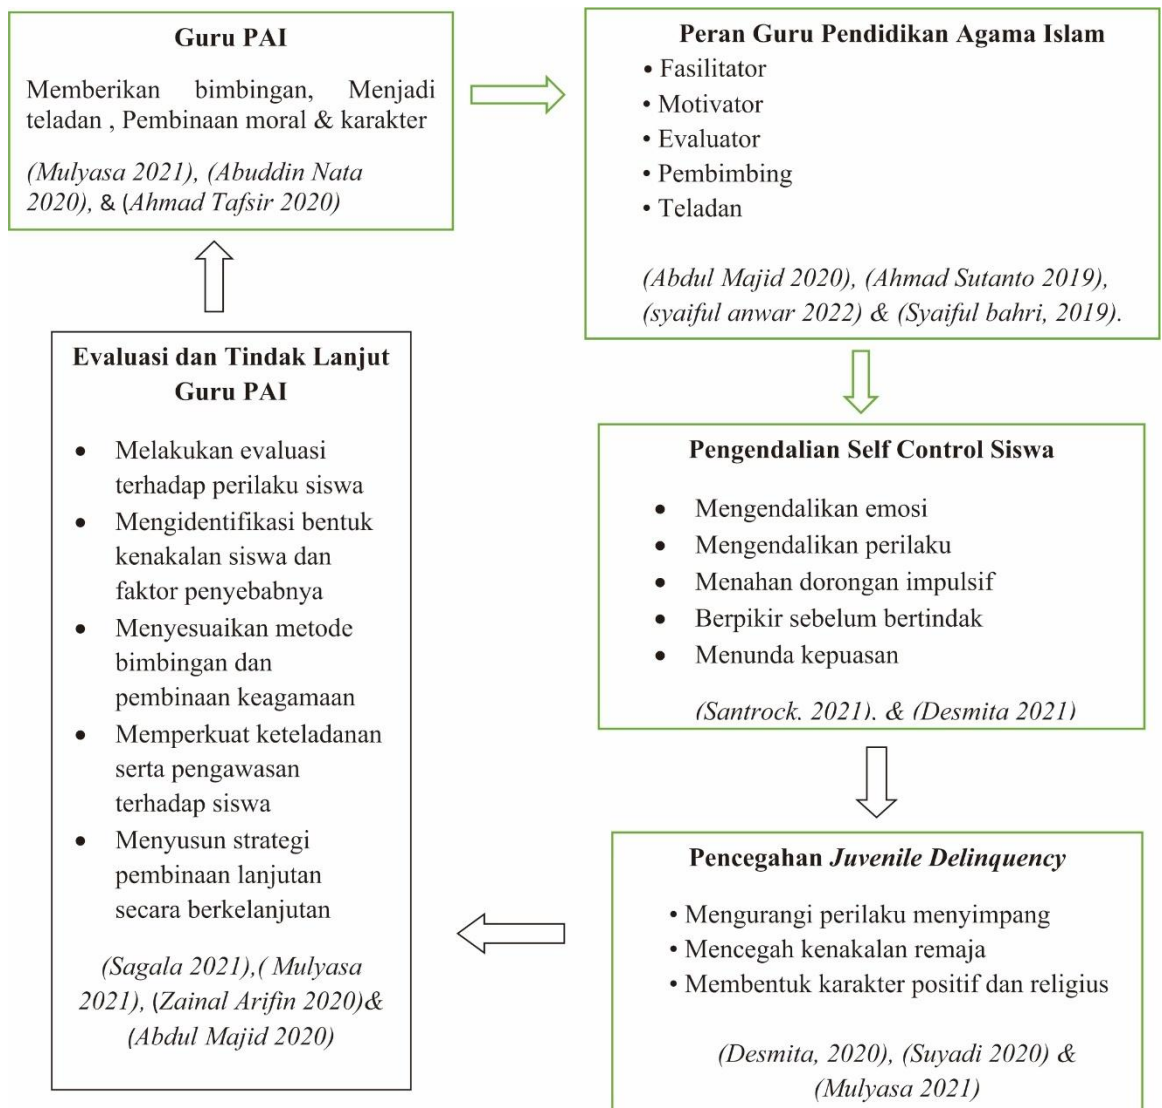 Guru PAI
Memberikan bimbingan, Menjadi
teladan , Pembinaan moral & karakter
(Mulyasa 2021), (Abuddin Nata
2020), & (Ahmad Tafsir 2020)
Peran Guru Pendidikan Agama Islam
• Fasilitator
• Motivator
• Evaluator
• Pembimbing
• Teladan
(Abdul Majid 2020), (Ahmad Sutanto 2019),
(syaiful anwar 2022) & (Syaiful bahri, 2019).
Pengendalian Self Control Siswa
• Mengendalikan emosi
• Mengendalikan perilaku
• Menahan dorongan impulsif
• Berpikir sebelum bertindak
• Menunda kepuasan
(Santrock. 2021). & (Desmita 2021)
Pencegahan Juvenile Delinquency
• Mengurangi perilaku menyimpang
• Mencegah kenakalan remaja
• Membentuk karakter positif dan religius
(Desmita, 2020), (Suyadi 2020) &
(Mulyasa 2021)
Evaluasi dan Tindak Lanjut
Guru PAI
• Melakukan evaluasi
terhadap perilaku siswa
• Mengidentifikasi bentuk
kenakalan siswa dan
faktor penyebabnya
• Menyesuaikan metode
bimbingan dan
pembinaan keagamaan
• Memperkuat keteladanan
serta pengawasan
terhadap siswa
• Menyusun strategi
pembinaan lanjutan
secara berkelanjutan
(Sagala 2021),( Mulyasa
2021), (Zainal Arifin 2020)&
(Abdul Majid 2020)